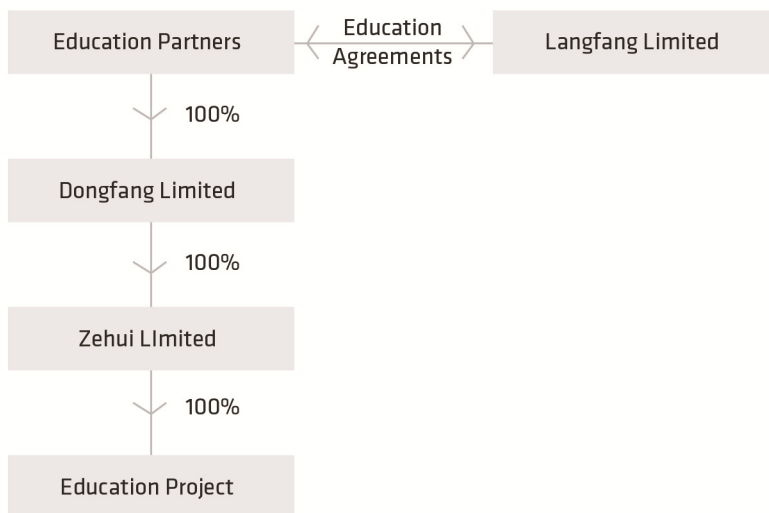 Education Partners
Education
Agreements
Langfang Limited
100%
Dongfang Limited
100%
Zehui LImited
100%
Education Project